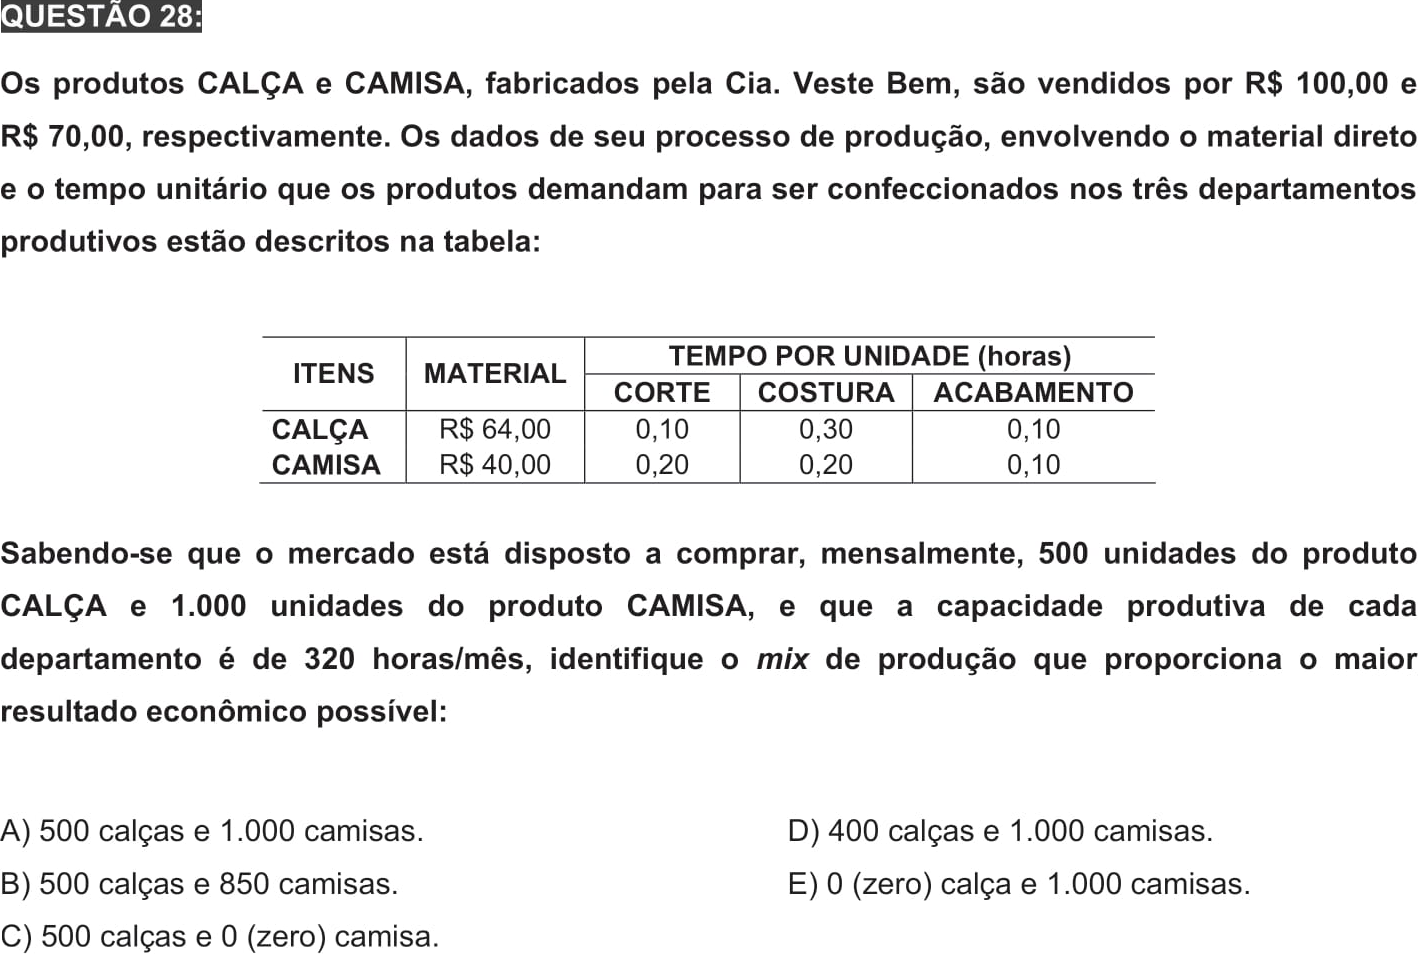 QUESTÃO 28:
Os produtos CALÇA e CAMISA, fabricados pela Cia. Veste Bem, são vendidos por R$ 100,00 e
R$ 70,00, respectivamente. Os dados de seu processo de produção, envolvendo o material direto
e o tempo unitário que os produtos demandam para ser confeccionados nos três departamentos
produtivos estão descritos na tabela:
ITENS MATERIAL TEMPO POR UNIDADE (horas)
CORTE COSTURA ACABAMENTO
CALÇA R$ 64,00 0,10 0,30 0,10
CAMISA R$ 40,00 0,20 0,20 0,10
Sabendo-se que o mercado está disposto a comprar, mensalmente, 500 unidades do produto
CALÇA e 1.000 unidades do produto CAMISA, e que a capacidade produtiva de cada
departamento é de 320 horas/mês, identifique o mix de produção que proporciona o maior
resultado econômico possível:
A) 500 calças e 1.000 camisas.
B) 500 calças e 850 camisas.
C) 500 calças e 0 (zero) camisa.
D) 400 calças e 1.000 camisas.
E) 0 (zero) calça e 1.000 camisas.